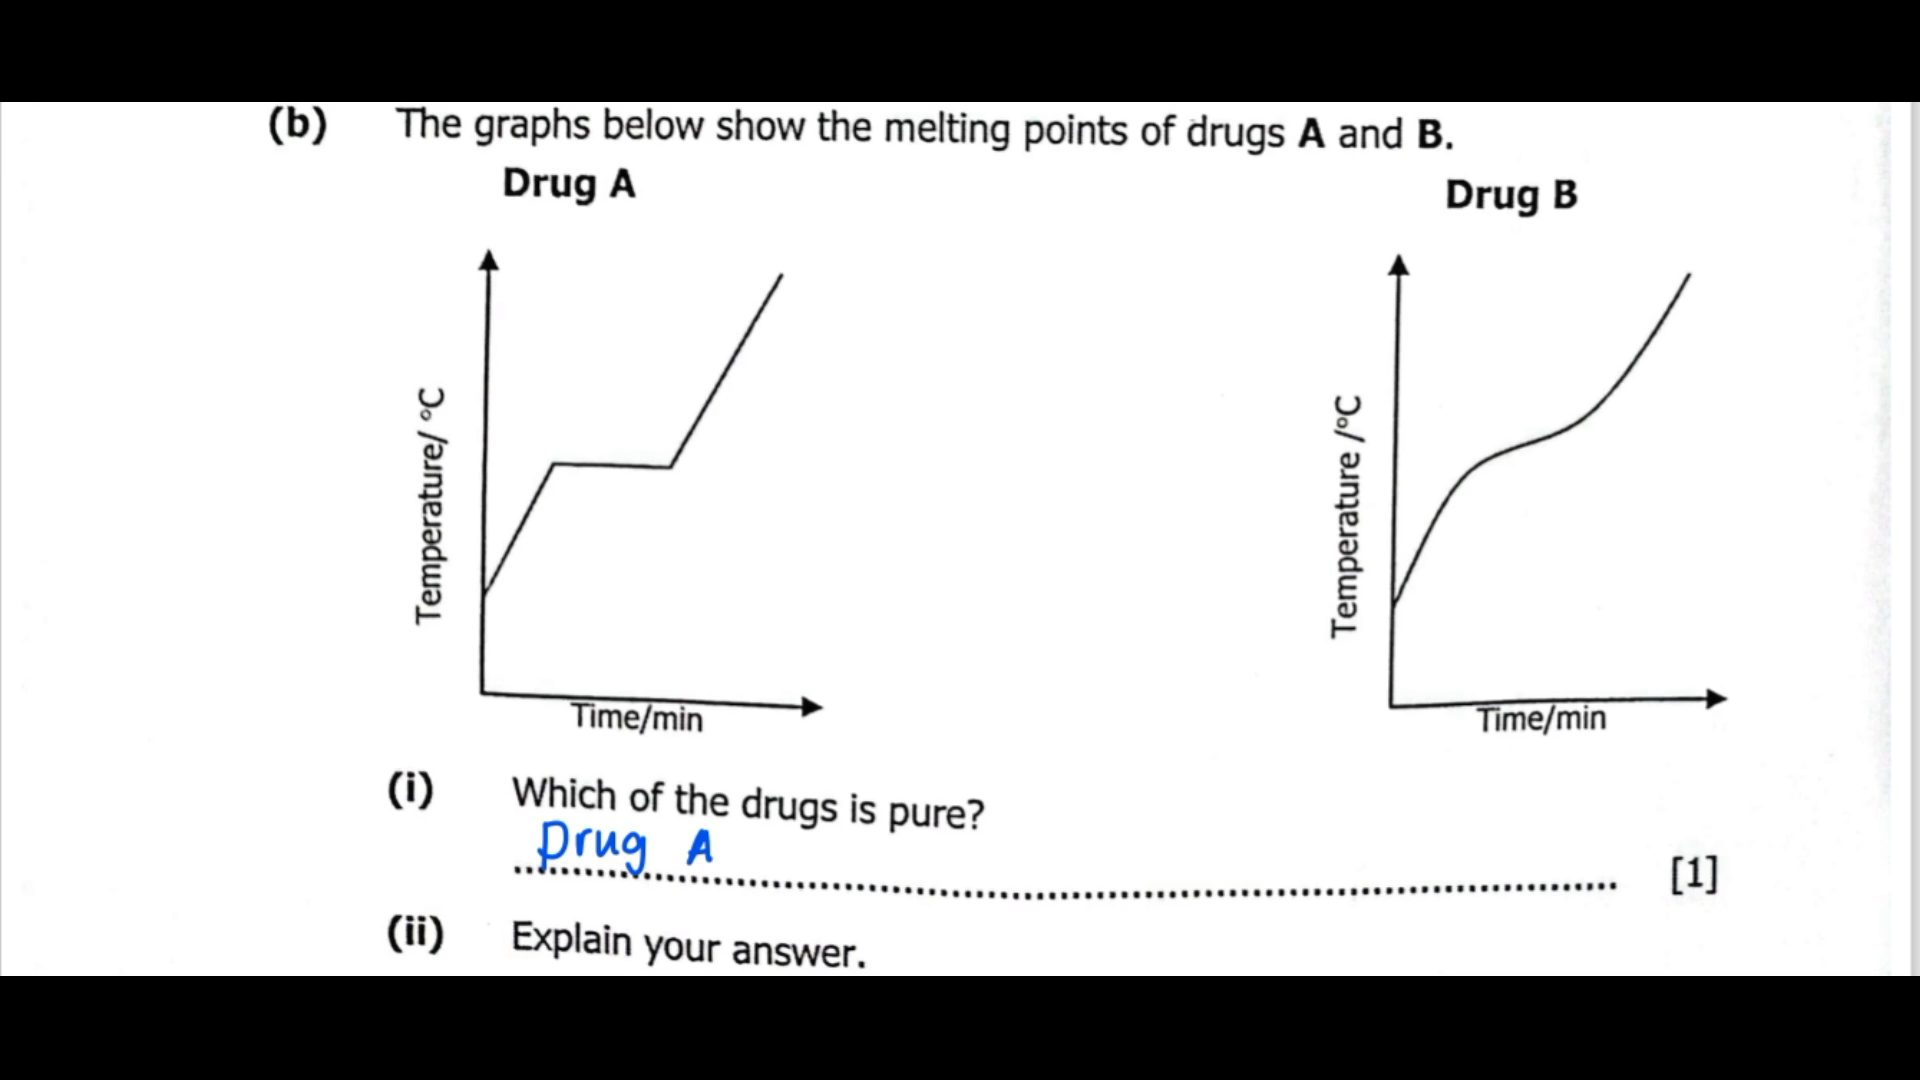 (b) The graphs below show the melting points of drugs A and B.
Drug A
Drug B
Temperature/ °C
Time/min
Temperature /°C
Time/min
(i) Which of the drugs is pure?
Drug A
[1]
(ii) Explain your answer.